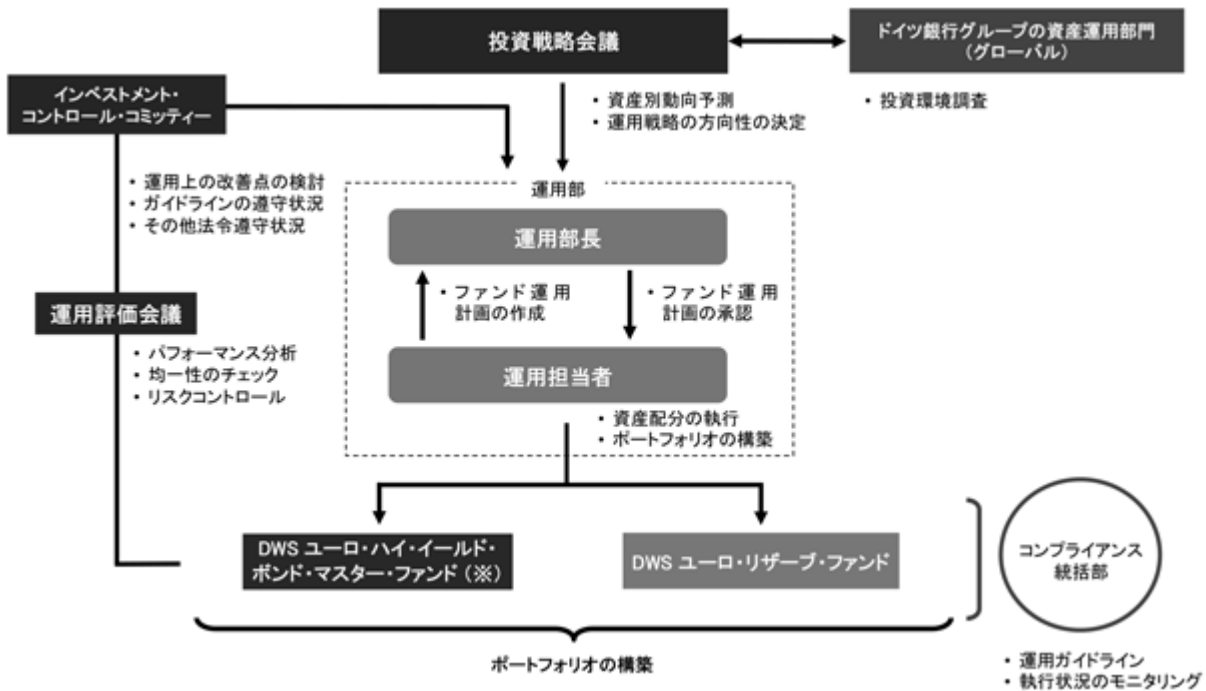 投資戦略会議
ドイツ銀行グループの資産運用部門
(グローバル)
インベストメント・
コントロール・コミッティー
・ 資産別動向予測
・ 運用戦略の方向性の決定
・ 投資環境調査
・ 運用上の改善点の検討
・ ガイドラインの遵守状況
・ その他法令遵守状況
運用部
運用部長
・ ファンド運用
計画の作成
・ ファンド運用
計画の承認
運用評価会議
・ パフォーマンス分析
・ 均一性のチェック
・ リスクコントロール
運用担当者
・ 資産配分の執行
・ ポートフォリオの構築
DWS ユーロ・ハイ・イールド・
ボンド・マスター・ファンド (※)
DWS ユーロ・リザーブ・ファンド
コンプライアンス
統括部
ポートフォリオの構築
・ 運用ガイドライン
・ 執行状況のモニタリング